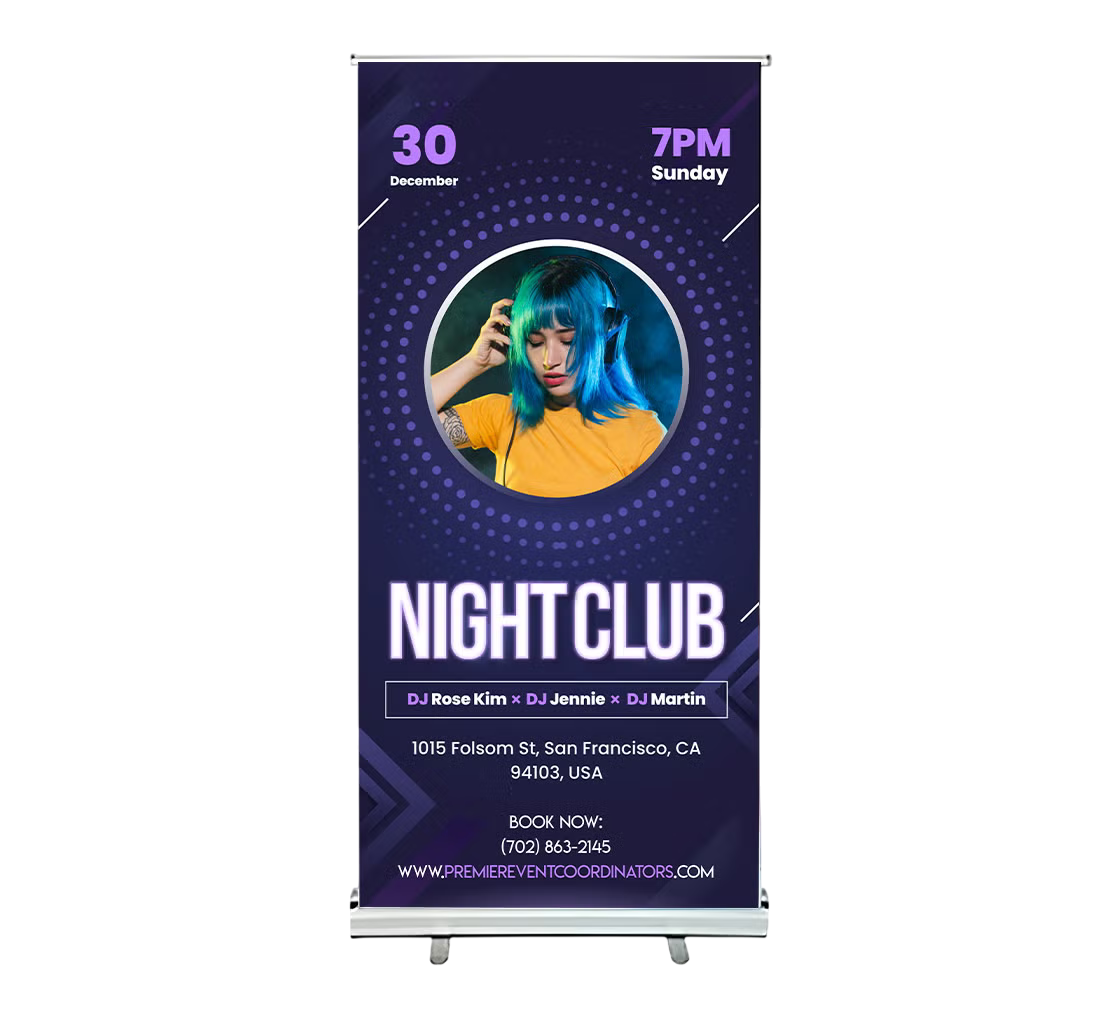 30
December
7PM
Sunday
NIGHT CLUB
DJ Rose Kim × DJ Jennie × DJ Martin
1015 Folsom St, San Francisco, CA
94103, USA
BOOK NOW:
(702) 863-2145
WWW.PREMIEREVENTCOORDINATORS.COM